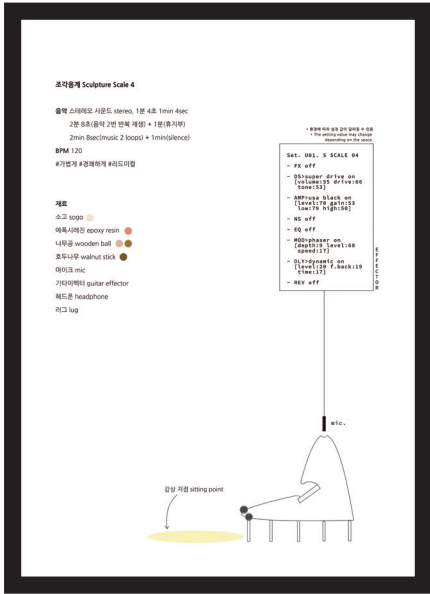 조각음계 Sculpture Scale 4
음악 스테레오 사운드 stereo, 1분 4초 1min 4sec
2분 8초(음악 2번 반복 재생) + 1분(휴지부)
2min 8sec(music 2 loops) + 1min(silence)
BPM 120
#가볍게 #경쾌하게 #리드미컬
재료
소고 sogo
에폭시레진 epoxy resin
나무공 wooden ball
호두나무 walnut stick
마이크 mic
기타이펙터 guitar effector
헤드폰 headphone
러그 lug
• 환경에 따라 설정 값이 달라질 수 있음
• The setting value may change
depending on the space.
Set. U01. S SCALE 04
- FX off
- DS>super drive on
[volume:55 drive:66
tone:53]
- AMP>usa black on
[level:70 gain:53
low:79 high:50]
- NS off
- EQ off
- MOD>phaser on
[depth:9 level:68
speed:17]
- DLY>dynamic on
[level:20 f.back:19
time:17]
- REV off
EFFECTOR
mic.
감상 지점 sitting point